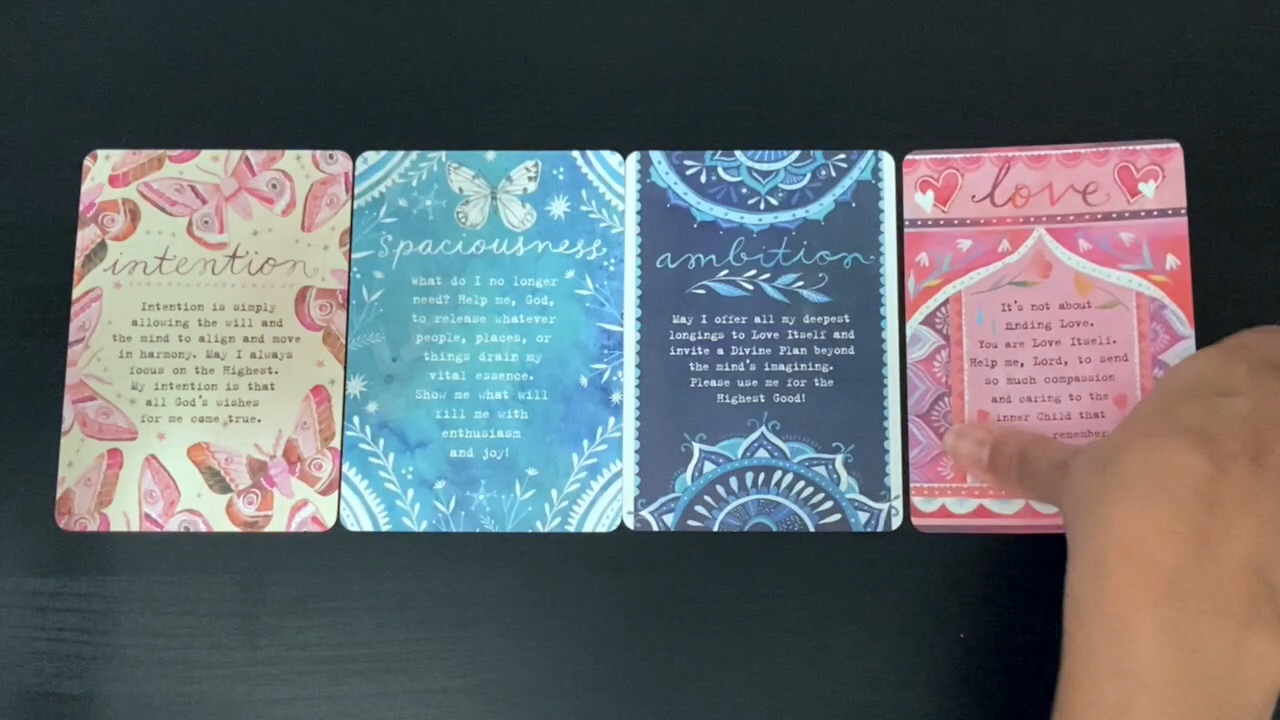 intention
Intention is simply
allowing the will and
the mind to align and move
in harmony. May I always
focus on the Highest.
My intention is that
all God's wishes
for me come true.
spaciousness
What do I no longer
need? Help me, God,
to release whatever
people, places, or
things drain my
vital essence.
Show me what will
fill me with
enthusiasm
and joy!
ambition
May I offer all my deepest
longings to Love Itself and
invite a Divine Plan beyond
the mind's imagining.
Please use me for the
Highest Good!
love
It's not about
finding Love.
You are Love Itself.
Help me, Lord, to send
so much compassion
and caring to the
inner Child that
remember